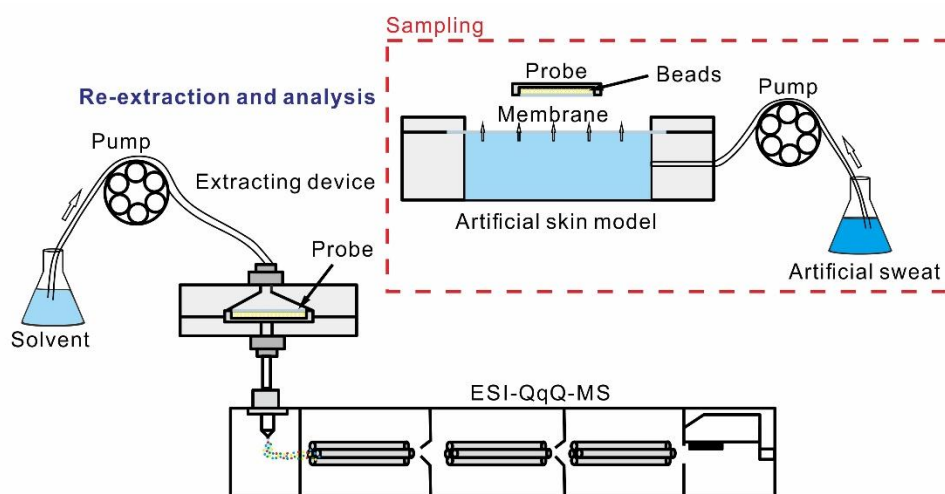 Sampling
Probe
Beads
Pump
Membrane
Artificial skin model
Artificial sweat
Re-extraction and analysis
Pump
Extracting device
Probe
Solvent
ESI-QqQ-MS